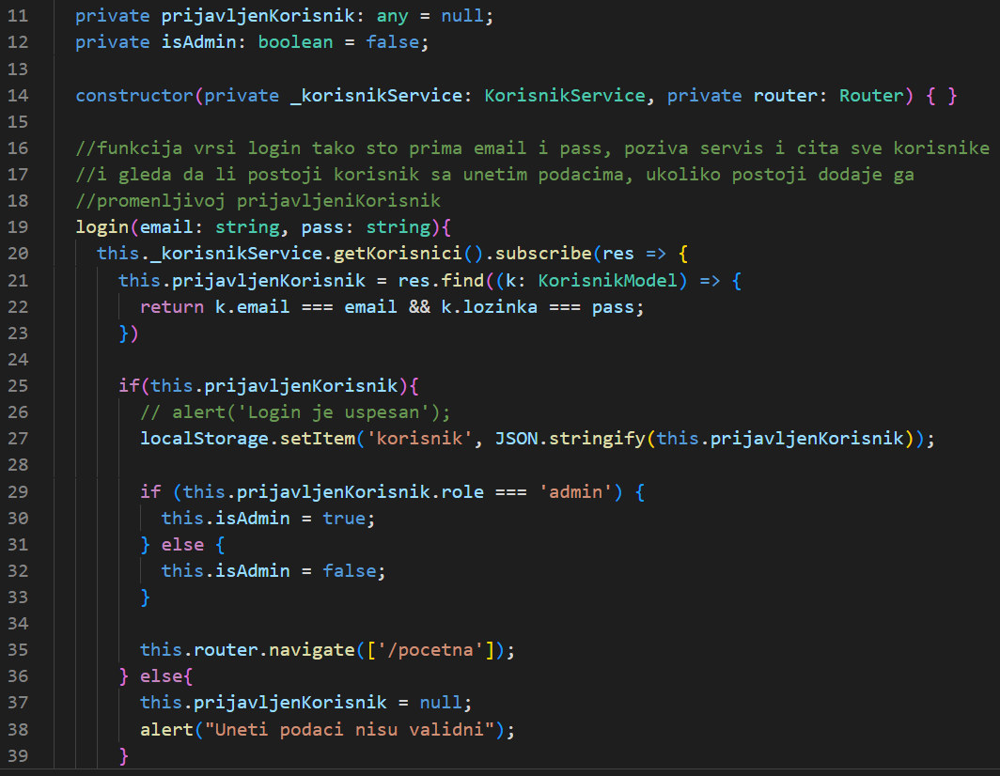 11 private prijavljenKorisnik: any = null;
12 private isAdmin: boolean = false;
13
14 constructor(private _korisnikService: KorisnikService, private router: Router) { }
15
16 //funkcija vrsi login tako sto prima email i pass, poziva servis i cita sve korisnike
17 //i gleda da li postoji korisnik sa unetim podacima, ukoliko postoji dodaje ga
18 //promenljivoj prijavljeniKorisnik
19 login(email: string, pass: string){
20 this._korisnikService.getKorisnici().subscribe(res => {
21 this.prijavljenKorisnik = res.find((k: KorisnikModel) => {
22 return k.email === email && k.lozinka === pass;
23 })
24
25 if(this.prijavljenKorisnik){
26 // alert('Login je uspesan');
27 localStorage.setItem('korisnik', JSON.stringify(this.prijavljenKorisnik));
28
29 if (this.prijavljenKorisnik.role === 'admin') {
30 this.isAdmin = true;
31 } else {
32 this.isAdmin = false;
33 }
34
35 this.router.navigate(['/pocetna']);
36 } else{
37 this.prijavljenKorisnik = null;
38 alert("Uneti podaci nisu validni");
39 }